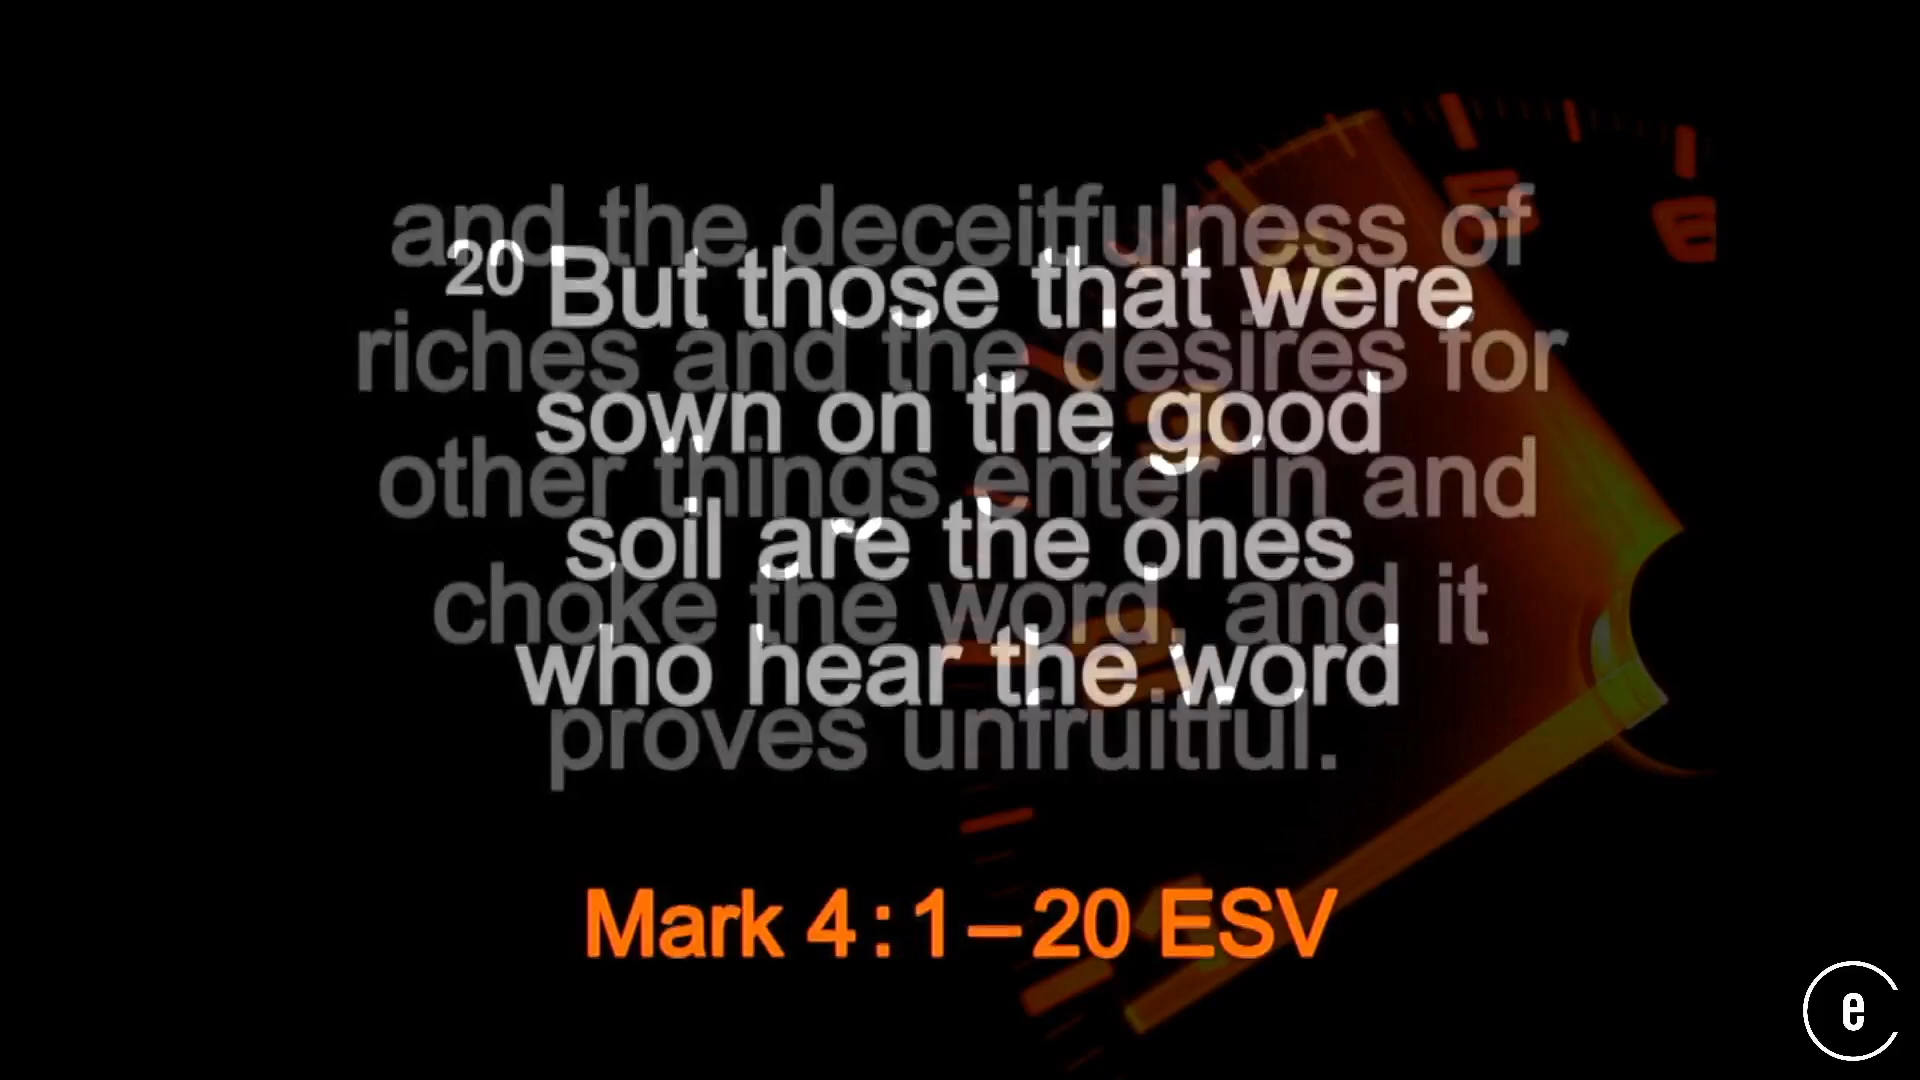 and the deceitfulness of
riches and the desires for
other things enter in and
choke the word, and it
proves unfruitful.
20 But those that were
sown on the good
soil are the ones
who hear the word
Mark 4:1–20 ESV
e